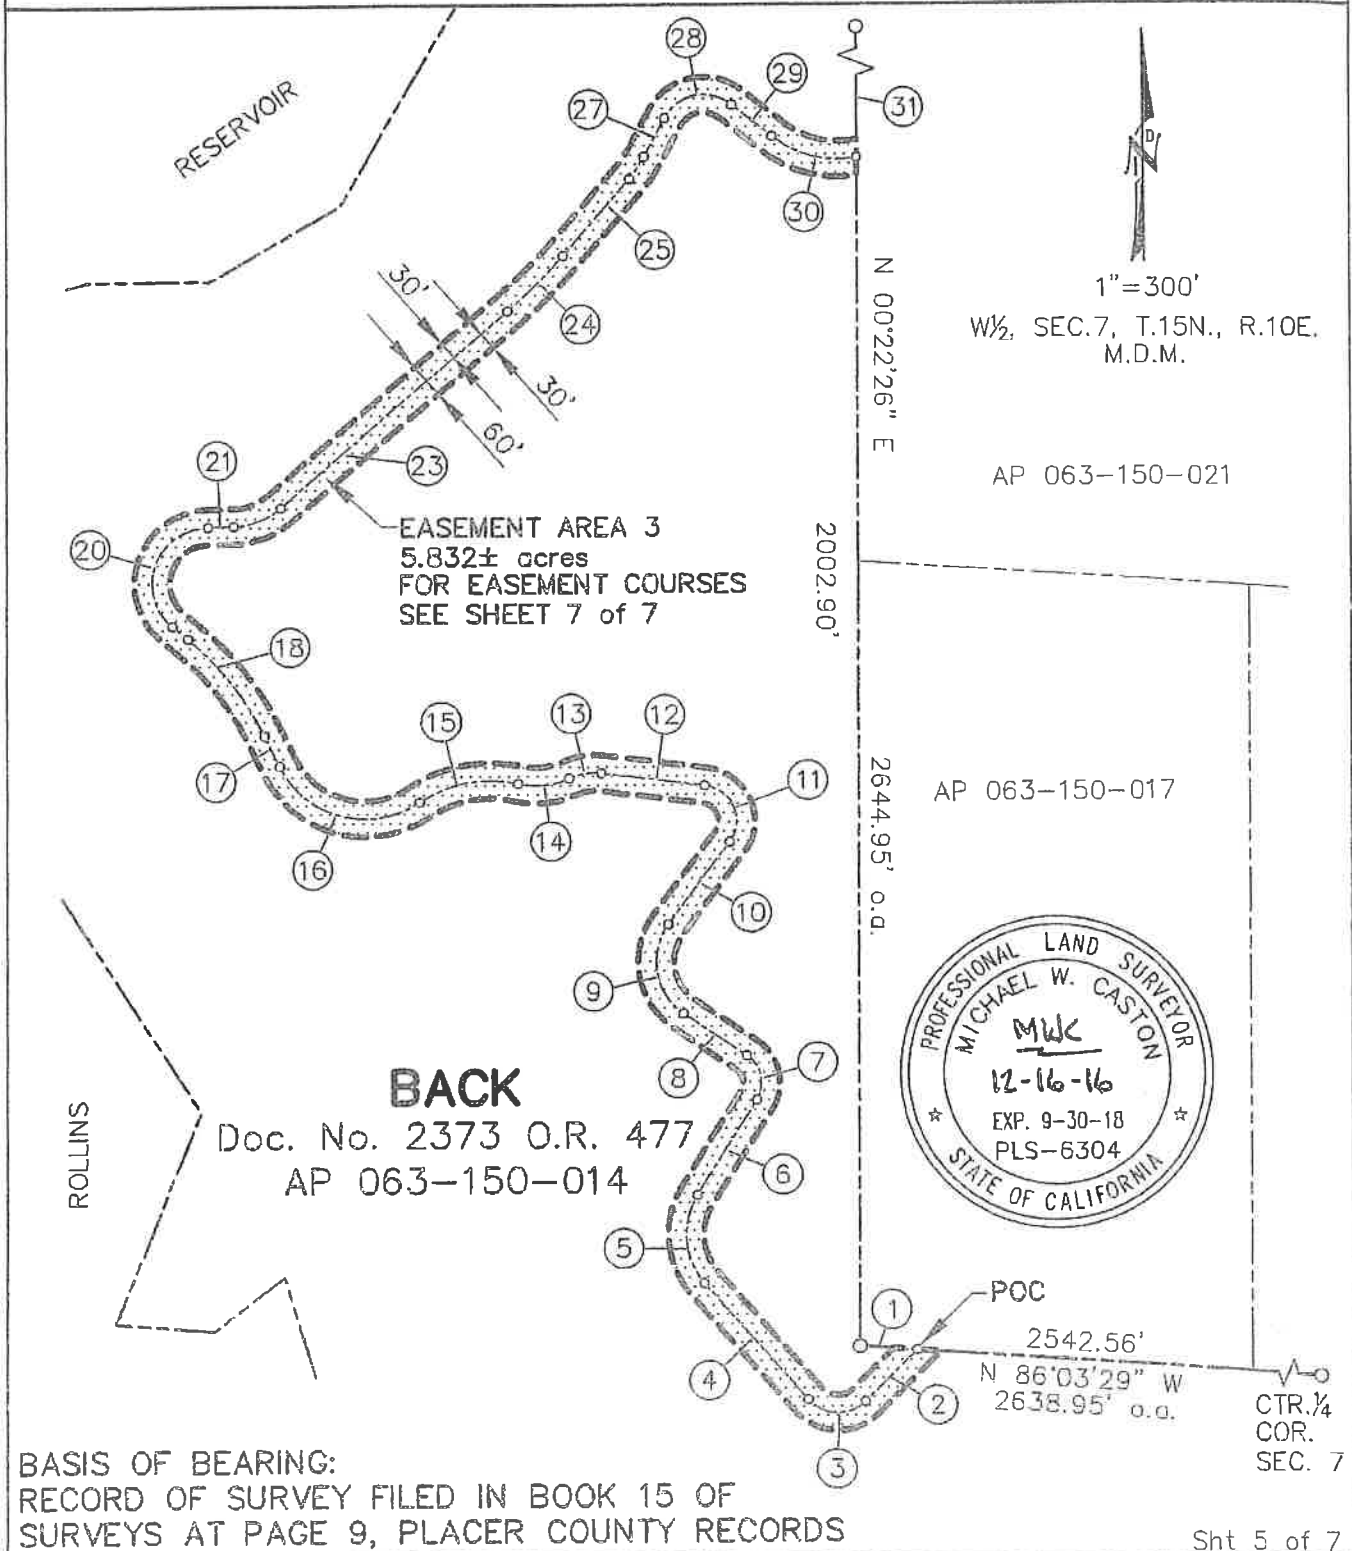 28
29
27
31
RESERVOIR
30
25
24
30'
30'
60'
23
21
20
N
1"=300'
W½, SEC.7, T.15N., R.10E.
M.D.M.
N 00°22'26" E
AP 063-150-021
EASEMENT AREA 3
5.832± acres
FOR EASEMENT COURSES
SEE SHEET 7 of 7
2002.90'
18
17
16
15
14
13
12
11
10
2644.95' o.a.
AP 063-150-017
9
8
7
6
5
4
3
2
1
BACK
Doc. No. 2373 O.R. 477
AP 063-150-014
ROLLINS
PROFESSIONAL LAND SURVEYOR
MICHAEL W. CASTON
MWC
12-16-16
EXP. 9-30-18
PLS-6304
STATE OF CALIFORNIA
POC
2542.56'
N 86°03'29" W
2638.95' o.a.
CTR.¼
COR.
SEC. 7
BASIS OF BEARING:
RECORD OF SURVEY FILED IN BOOK 15 OF
SURVEYS AT PAGE 9, PLACER COUNTY RECORDS
Sht 5 of 7